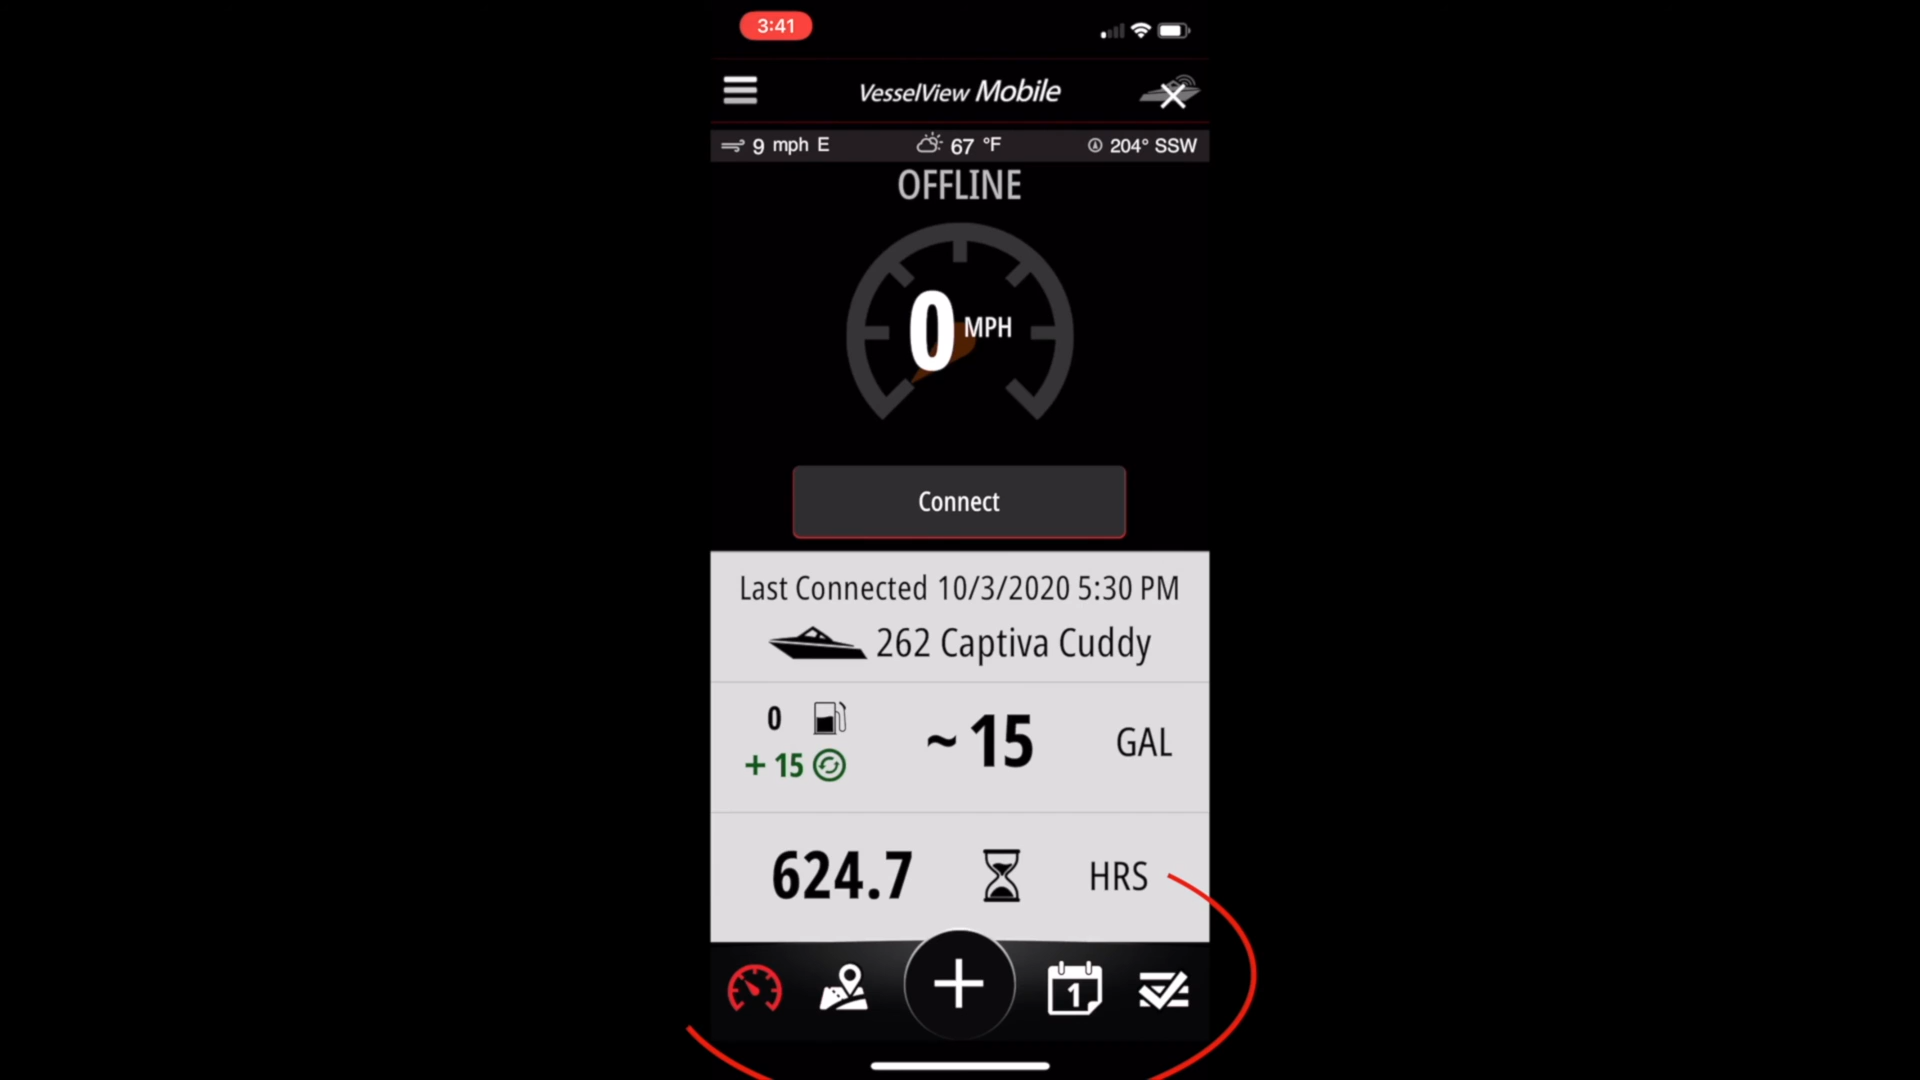 3:41
VesselView Mobile
9 mph E
67 °F
204° SSW
OFFLINE
0 MPH
Connect
Last Connected 10/3/2020 5:30 PM
262 Captiva Cuddy
0
+ 15
~ 15 GAL
624.7 HRS
1